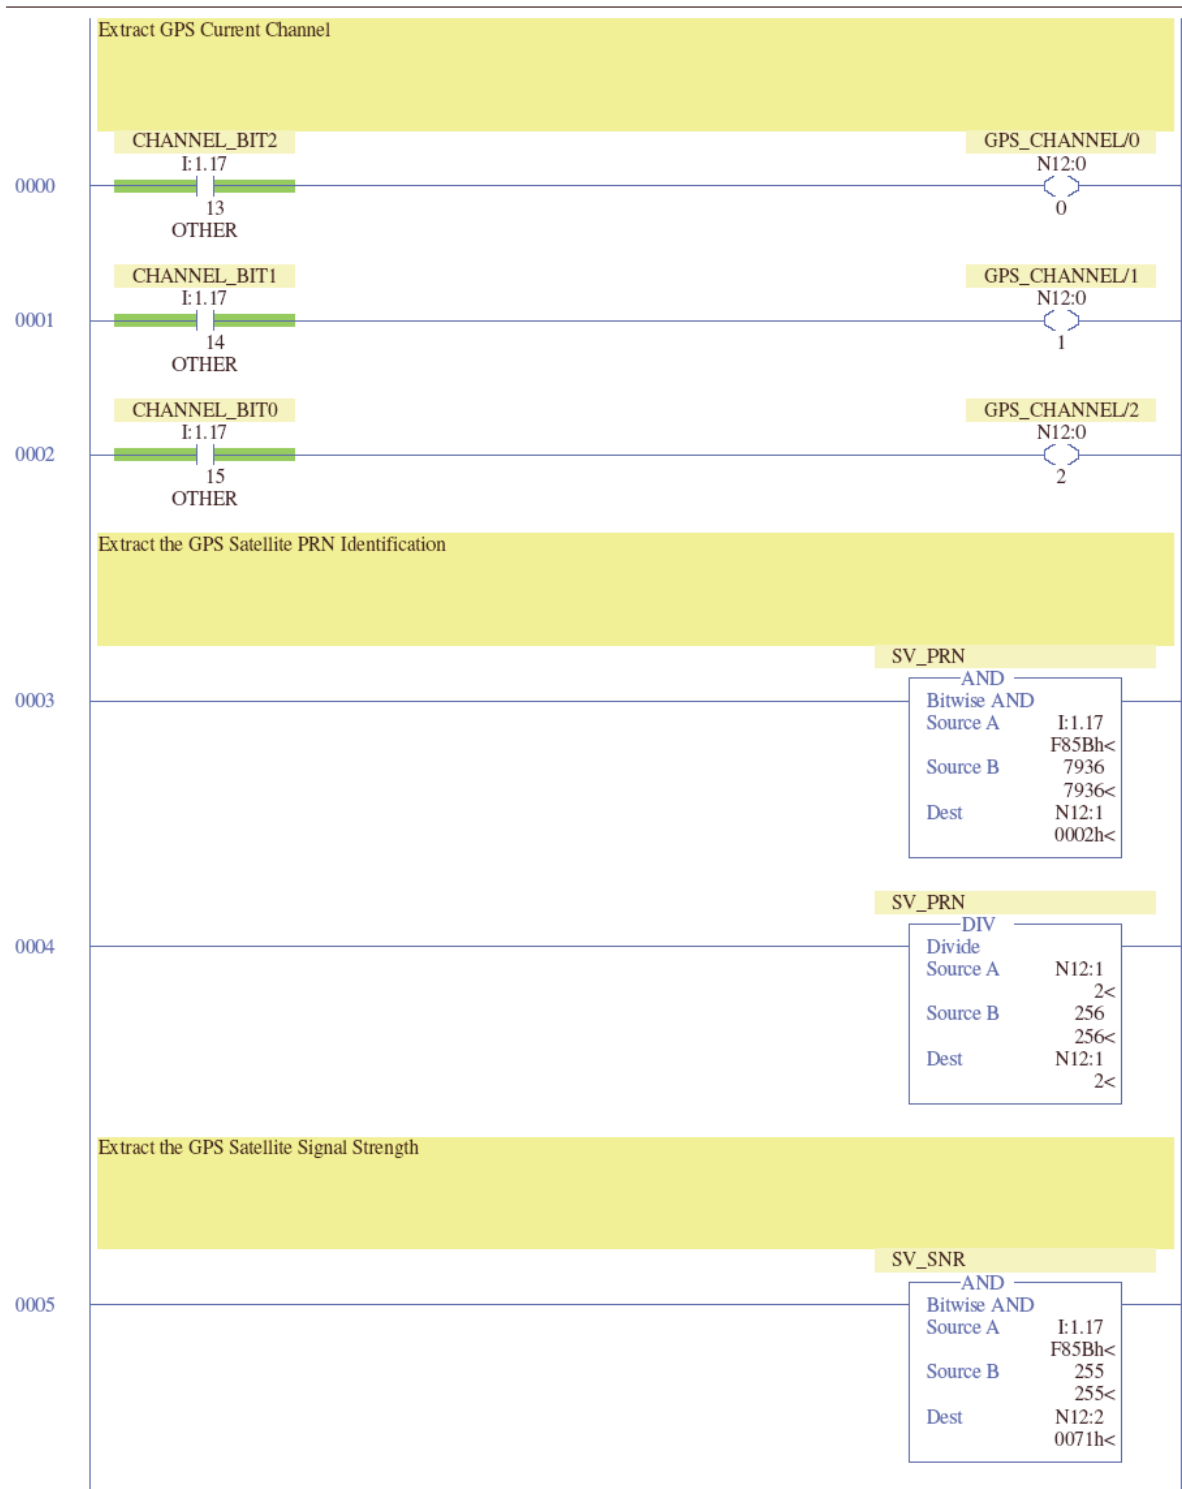 Extract GPS Current Channel
CHANNEL_BIT2 GPS_CHANNEL/0
I:1.17 N12:0
0000
13 0
OTHER
CHANNEL_BIT1 GPS_CHANNEL/1
I:1.17 N12:0
0001
14 1
OTHER
CHANNEL_BIT0 GPS_CHANNEL/2
I:1.17 N12:0
0002
15 2
OTHER
Extract the GPS Satellite PRN Identification
SV_PRN
AND
0003 Bitwise AND
Source A I:1.17
F85Bh<
Source B 7936
7936<
Dest N12:1
0002h<
SV_PRN
DIV
0004 Divide
Source A N12:1
2<
Source B 256
256<
Dest N12:1
2<
Extract the GPS Satellite Signal Strength
SV_SNR
AND
0005 Bitwise AND
Source A I:1.17
F85Bh<
Source B 255
255<
Dest N12:2
0071h<